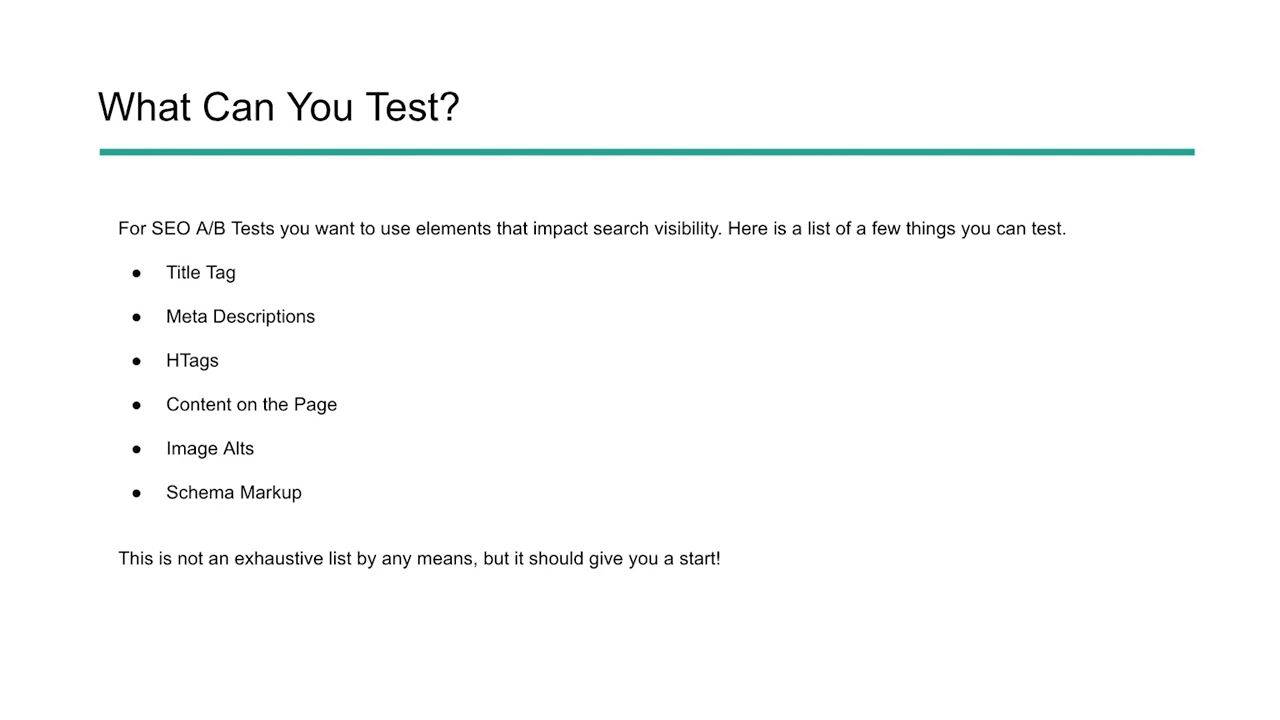 What Can You Test?
For SEO A/B Tests you want to use elements that impact search visibility. Here is a list of a few things you can test.
● Title Tag
● Meta Descriptions
● HTags
● Content on the Page
● Image Alts
● Schema Markup
This is not an exhaustive list by any means, but it should give you a start!